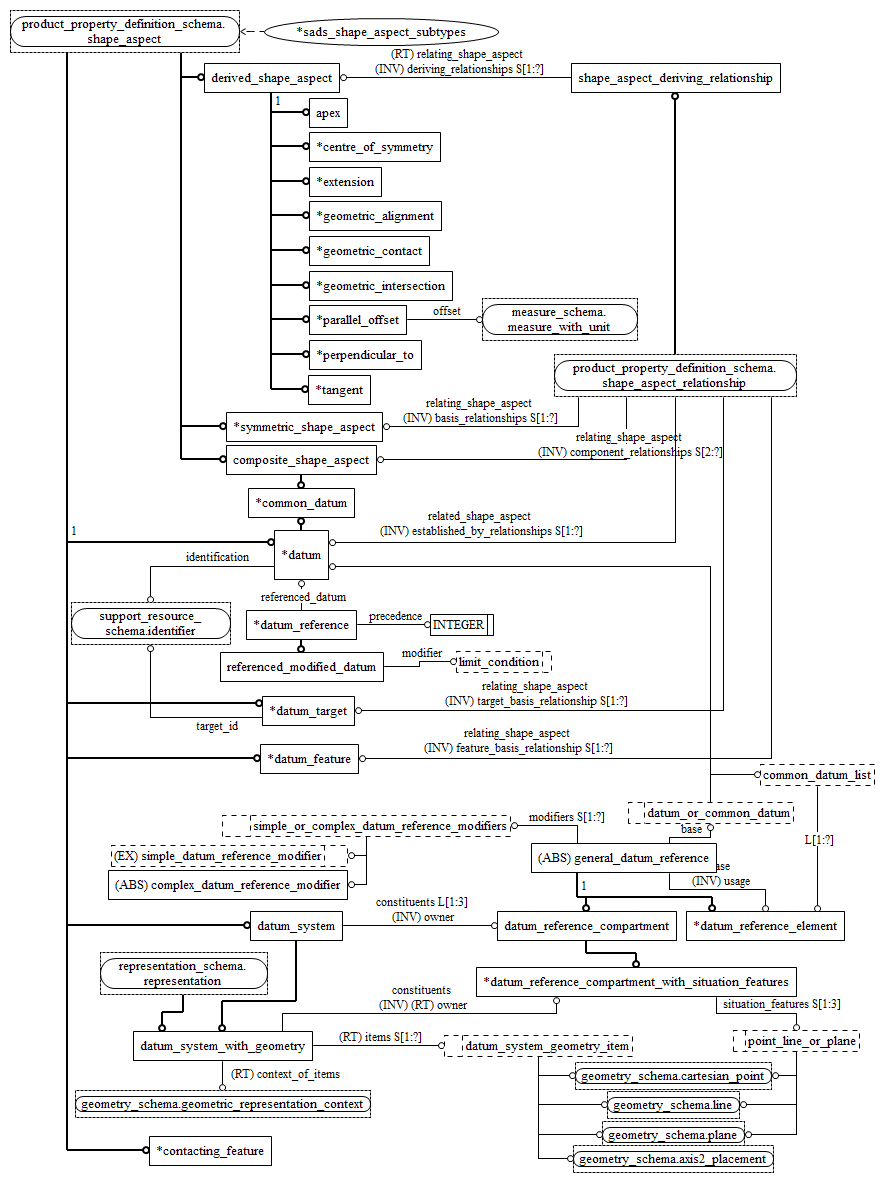 product_property_definition_schema.
shape_aspect
*sads_shape_aspect_subtypes
(RT) relating_shape_aspect
(INV) deriving_relationships S[1:?]
derived_shape_aspect
shape_aspect_deriving_relationship
1
apex
*centre_of_symmetry
*extension
*geometric_alignment
*geometric_contact
*geometric_intersection
*parallel_offset
offset
measure_schema.
measure_with_unit
*perpendicular_to
product_property_definition_schema.
shape_aspect_relationship
*tangent
relating_shape_aspect
(INV) basis_relationships S[1:?]
*symmetric_shape_aspect
relating_shape_aspect
(INV) component_relationships S[2:?]
composite_shape_aspect
*common_datum
related_shape_aspect
(INV) established_by_relationships S[1:?]
1
*datum
identification
referenced_datum
support_resource_
schema.identifier
*datum_reference
precedence
INTEGER
referenced_modified_datum
modifier
limit_condition
relating_shape_aspect
(INV) target_basis_relationship S[1:?]
*datum_target
target_id
relating_shape_aspect
(INV) feature_basis_relationship S[1:?]
*datum_feature
common_datum_list
datum_or_common_datum
simple_or_complex_datum_reference_modifiers
modifiers S[1:?]
base
L[1:?]
(EX) simple_datum_reference_modifier
(ABS) general_datum_reference
ase
(INV) usage
(ABS) complex_datum_reference_modifier
1
constituents L[1:3]
(INV) owner
datum_system
datum_reference_compartment
*datum_reference_element
representation_schema.
representation
*datum_reference_compartment_with_situation_features
constituents
(INV) (RT) owner
situation_features S[1:3]
datum_system_with_geometry
(RT) items S[1:?]
datum_system_geometry_item
point_line_or_plane
(RT) context_of_items
geometry_schema.cartesian_point
geometry_schema.geometric_representation_context
geometry_schema.line
geometry_schema.plane
*contacting_feature
geometry_schema.axis2_placement